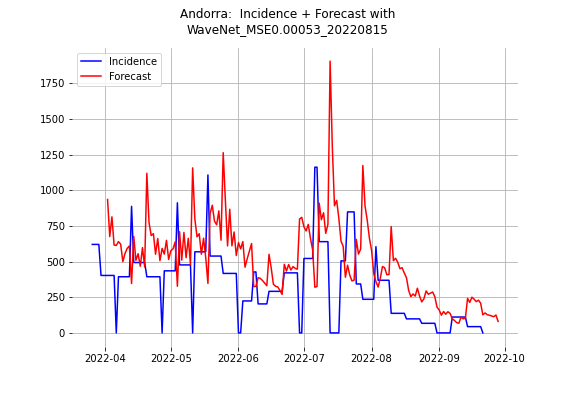 Andorra:  Incidence + Forecast with
WaveNet_MSE0.00053_20220815
Incidence
Forecast
1750
1500
1250
1000
750
500
250
0
2022-04 2022-05 2022-06 2022-07 2022-08 2022-09 2022-10